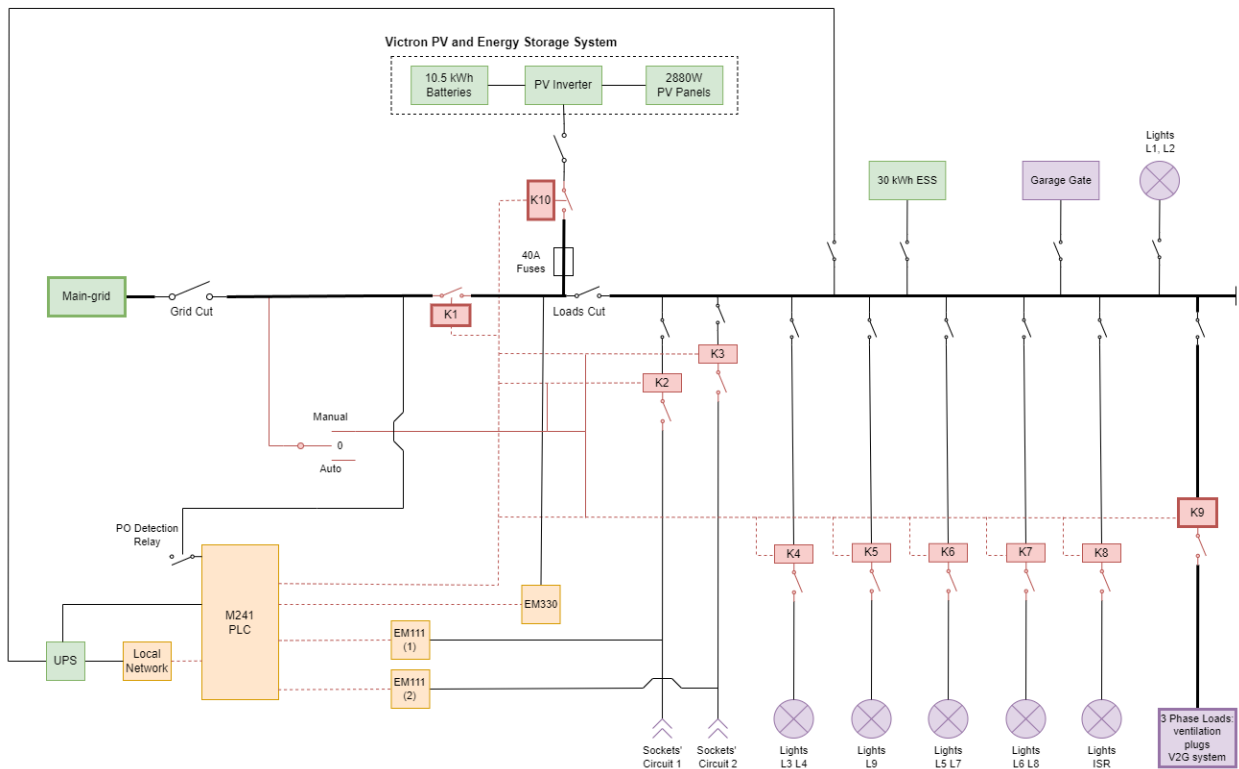 Victron PV and Energy Storage System
10.5 kWh
Batteries
PV Inverter
2880W
PV Panels
Lights
L1, L2
30 kWh ESS
Garage Gate
K10
40A
Fuses
Main-grid
Grid Cut
K1
Loads Cut
K3
K2
Manual
0
Auto
PO Detection
Relay
K9
K4
K5
K6
K7
K8
M241
PLC
EM330
EM111
(1)
UPS
Local
Network
EM111
(2)
Sockets'
Circuit 1
Sockets'
Circuit 2
Lights
L3 L4
Lights
L9
Lights
L5 L7
Lights
L6 L8
Lights
ISR
3 Phase Loads:
ventilation
plugs
V2G system